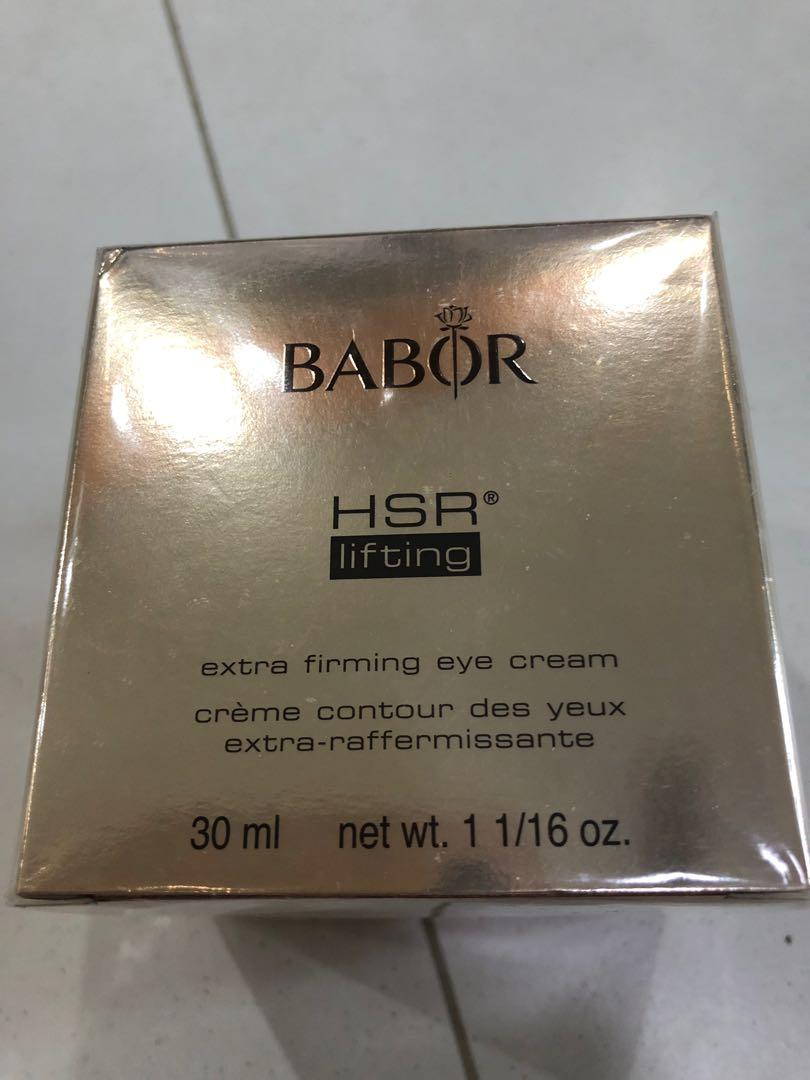 BABOR
HSR®
lifting
extra firming eye cream
crème contour des yeux
extra-raffermissante
30 ml net wt. 1 1/16 oz.